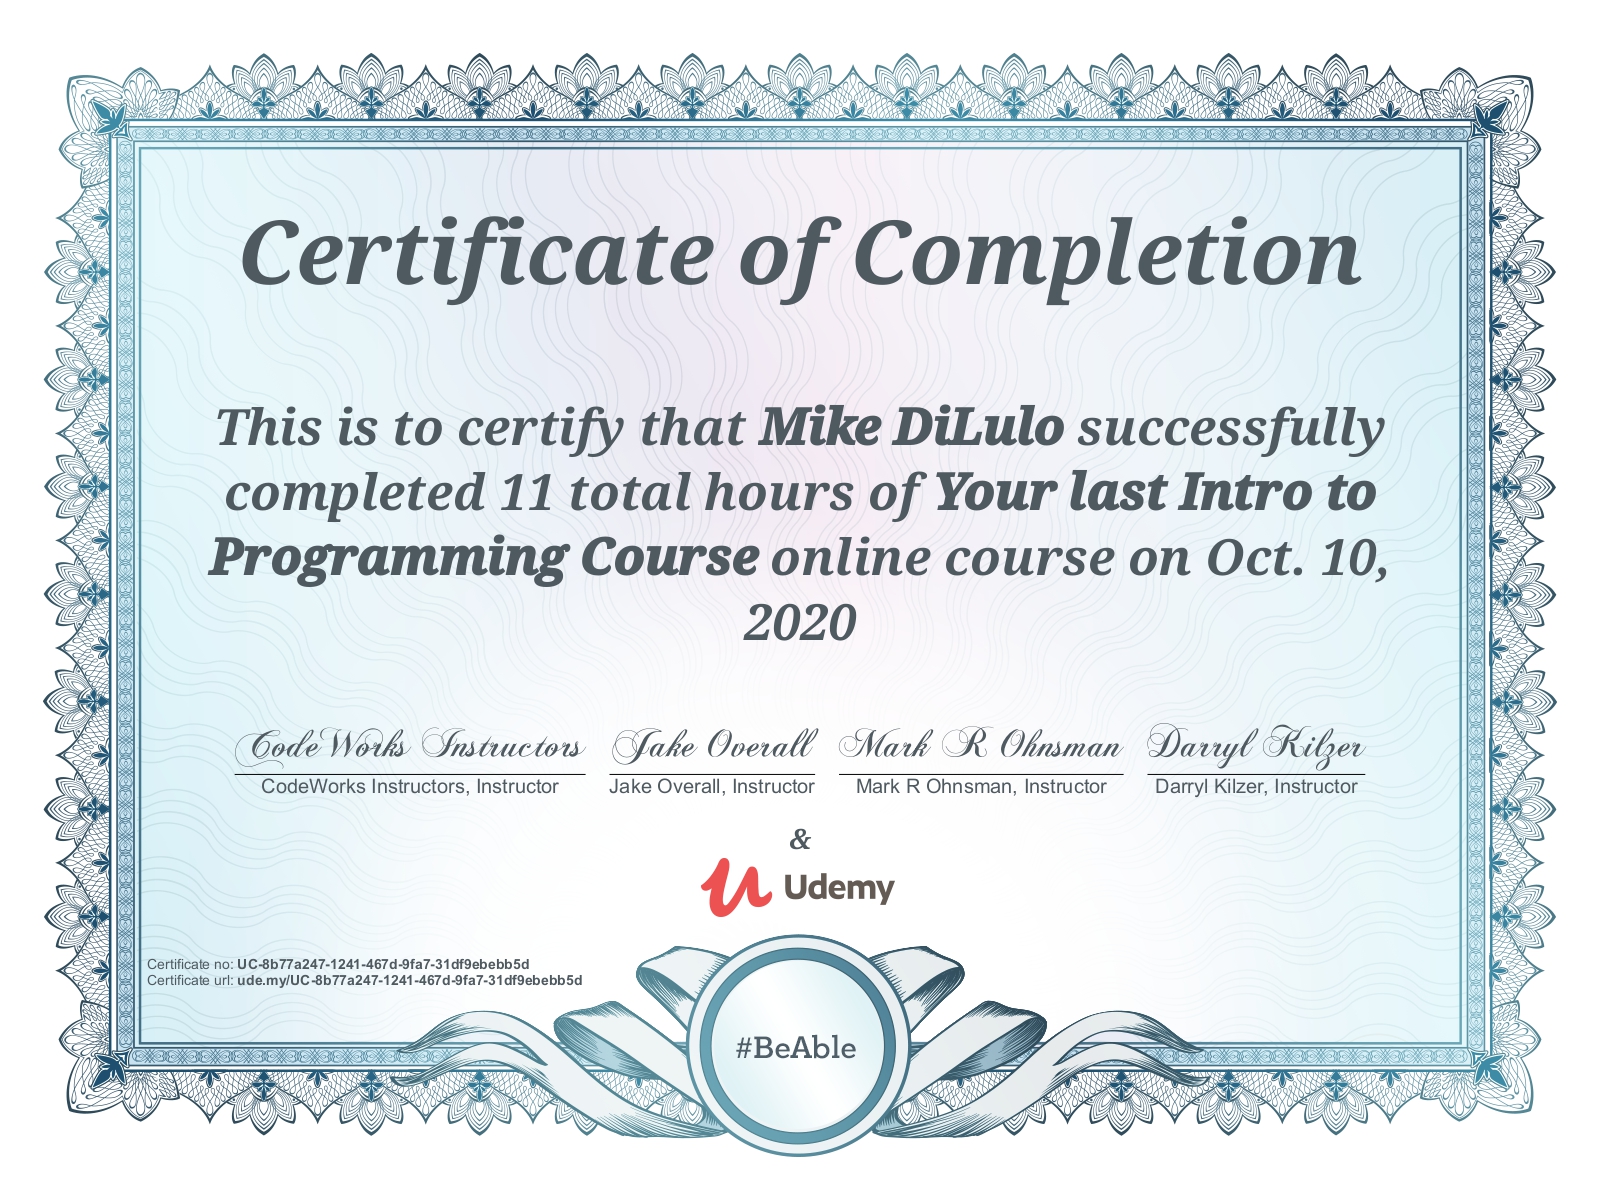 Certificate of Completion
This is to certify that Mike DiLulo successfully
completed 11 total hours of Your last Intro to
Programming Course online course on Oct. 10,
2020
CodeWorks Instructors Jake Overall Mark R Ohnsman Darryl Kilzer
CodeWorks Instructors, Instructor Jake Overall, Instructor Mark R Ohnsman, Instructor Darryl Kilzer, Instructor
&
Udemy
Certificate no: UC-8b77a247-1241-467d-9fa7-31df9ebebb5d
Certificate url: ude.my/UC-8b77a247-1241-467d-9fa7-31df9ebebb5d
#BeAble